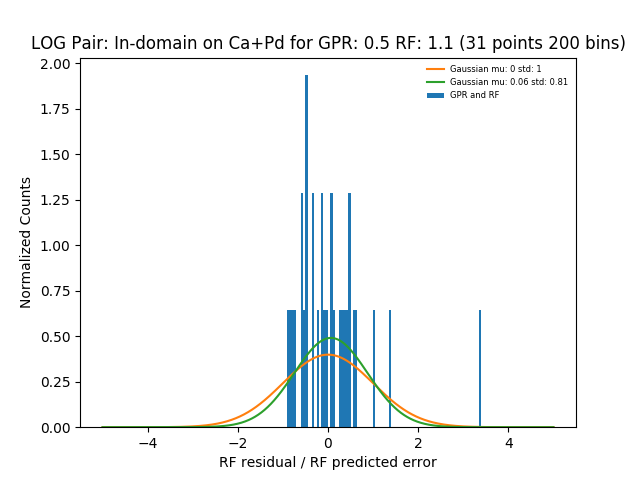 LOG Pair: In-domain on Ca+Pd for GPR: 0.5 RF: 1.1 (31 points 200 bins)
Gaussian mu: 0 std: 1
Gaussian mu: 0.06 std: 0.81
GPR and RF
2.00
1.75
1.50
1.25
1.00
0.75
0.50
0.25
0.00
Normalized Counts
−4
−2
0
2
4
RF residual / RF predicted error